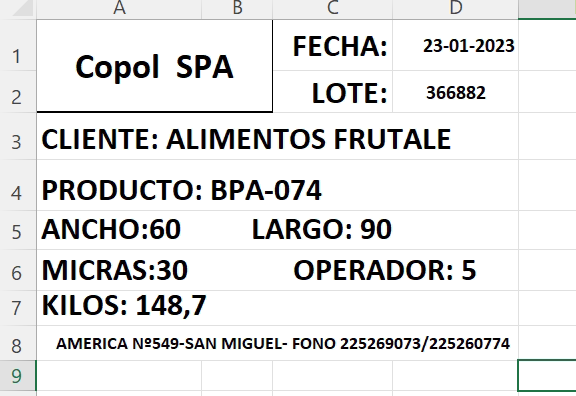 A B C D
1 Copol SPA FECHA: 23-01-2023
2 LOTE: 366882
3 CLIENTE: ALIMENTOS FRUTALE
4 PRODUCTO: BPA-074
5 ANCHO:60 LARGO: 90
6 MICRAS:30 OPERADOR: 5
7 KILOS: 148,7
8 AMERICA Nº549-SAN MIGUEL- FONO 225269073/225260774
9